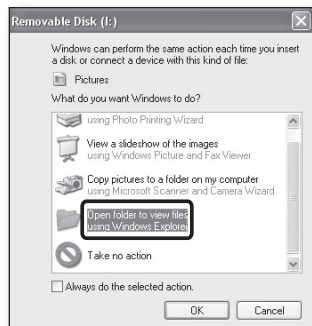 Removable Disk (I:)
Windows can perform the same action each time you insert
a disk or connect a device with this kind of file:
Pictures
What do you want Windows to do?
using Photo Printing Wizard
View a slideshow of the images
using Windows Picture and Fax Viewer
Copy pictures to a folder on my computer
using Microsoft Scanner and Camera Wizard
Open folder to view files
using Windows Explorer
Take no action
Always do the selected action.
OK
Cancel